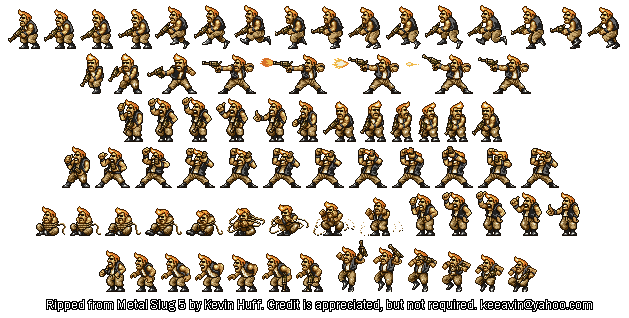 Ripped from Metal Slug 5 by Kevin Huff. Credit is appreciated, but not required. keeavin@yahoo.com